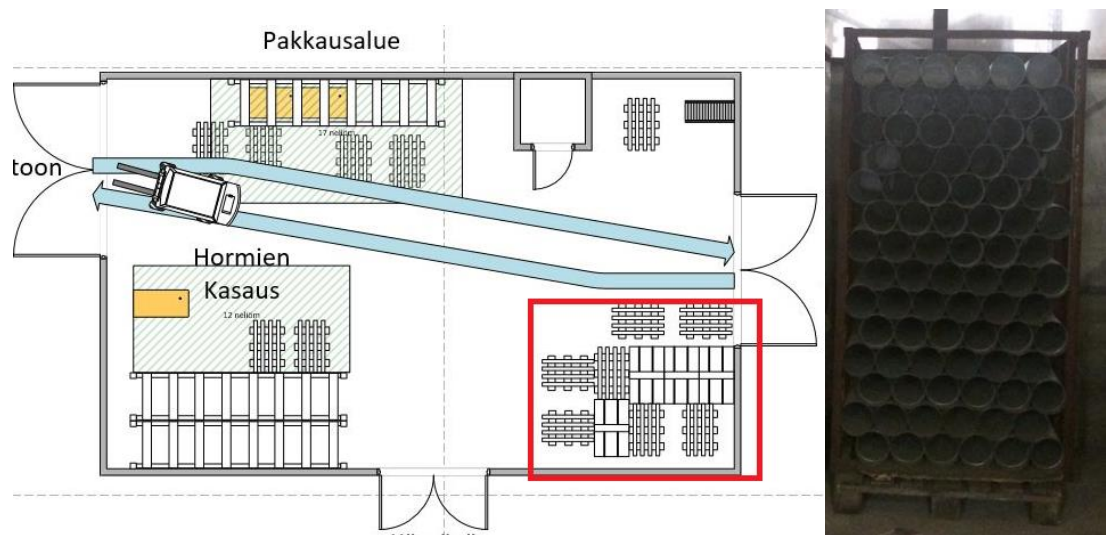 Pakkausalue
17 neliöm
toon
Hormien
Kasaus
12 neliöm